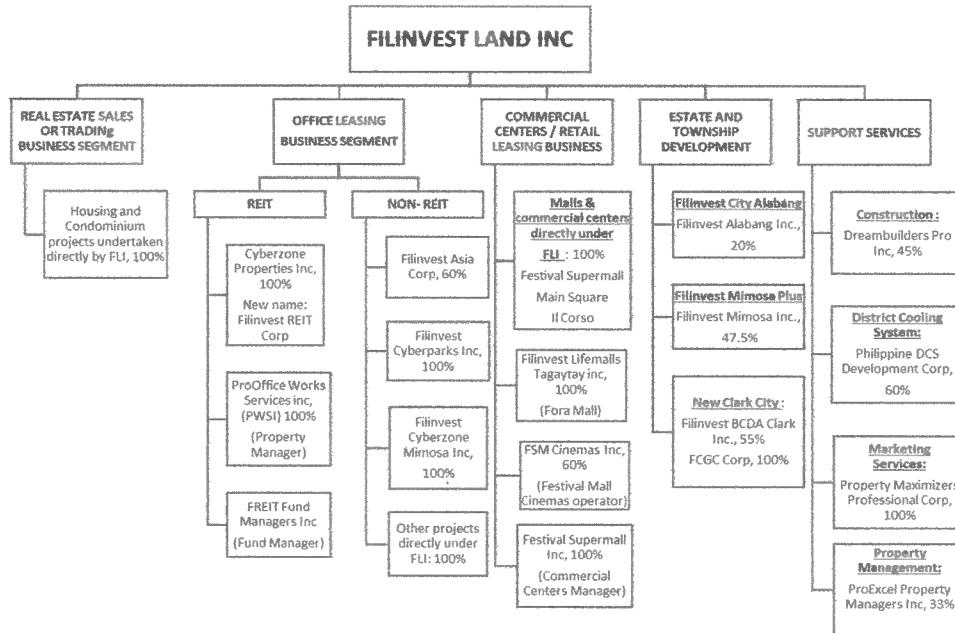 FILINVEST LAND INC
REAL ESTATE SALES
OR TRADING
BUSINESS SEGMENT
Housing and
Condominium
projects undertaken
directly by FLI, 100%
OFFICE LEASING
BUSINESS SEGMENT
REIT
Cyberzone
Properties Inc,
100%
New name:
Filinvest REIT
Corp
ProOffice Works
Services inc,
(PWSI) 100%
(Property
Manager)
FREIT Fund
Managers Inc
(Fund Manager)
NON- REIT
Filinvest Asia
Corp, 60%
Filinvest
Cyberparks Inc,
100%
Filinvest
Cyberzone
Mimosa Inc,
100%
Other projects
directly under
FLI: 100%
COMMERCIAL
CENTERS / RETAIL
LEASING BUSINESS
Malls &
commercial centers
directly under
FLI : 100%
Festival Supermall
Main Square
Il Corso
Filinvest Lifemalls
Tagaytay inc,
100%
(Fora Mall)
FSM Cinemas Inc,
60%
(Festival Mall
Cinemas operator)
Festival Supermall
Inc, 100%
(Commercial
Centers Manager)
ESTATE AND
TOWNSHIP
DEVELOPMENT
Filinvest City Alabang
Filinvest Alabang Inc.,
20%
Filinvest Mimosa Plus
Filinvest Mimosa Inc.,
47.5%
New Clark City :
Filinvest BCDA Clark
Inc., 55%
FCGC Corp, 100%
SUPPORT SERVICES
Construction :
Dreambuilders Pro
Inc, 45%
District Cooling
System:
Philippine DCS
Development Corp,
60%
Marketing
Services:
Property Maximizers
Professional Corp,
100%
Property
Management:
ProExcel Property
Managers Inc, 33%